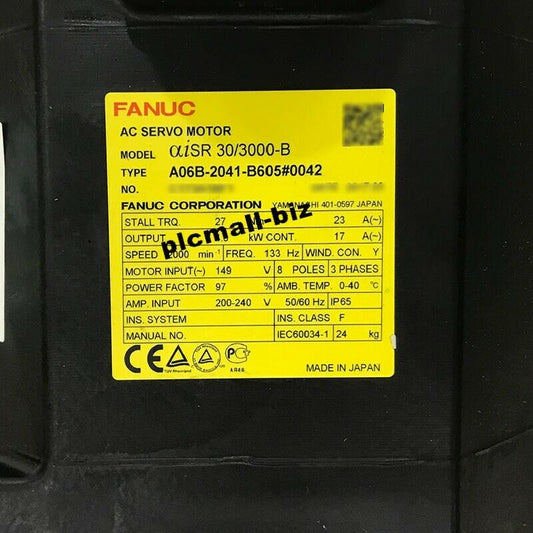 FANUC
AC SERVO MOTOR
MODEL αiSR 30/3000-B
TYPE A06B-2041-B605#0042
NO.
FANUC CORPORATION YAMANASHI 401-0597 JAPAN
STALL TRQ. 27 23 A(~)
OUTPUT kW CONT. 17 A(~)
SPEED 2000 min-1 FREQ. 133 Hz WIND. CON. Y
MOTOR INPUT(~) 149 V 8 POLES 3 PHASES
POWER FACTOR 97 % AMB. TEMP. 0-40 ℃
AMP. INPUT 200-240 V 50/60 Hz IP65
INS. SYSTEM INS. CLASS F
MANUAL NO. IEC60034-1 24 kg
CE
MADE IN JAPAN
plcmall-biz